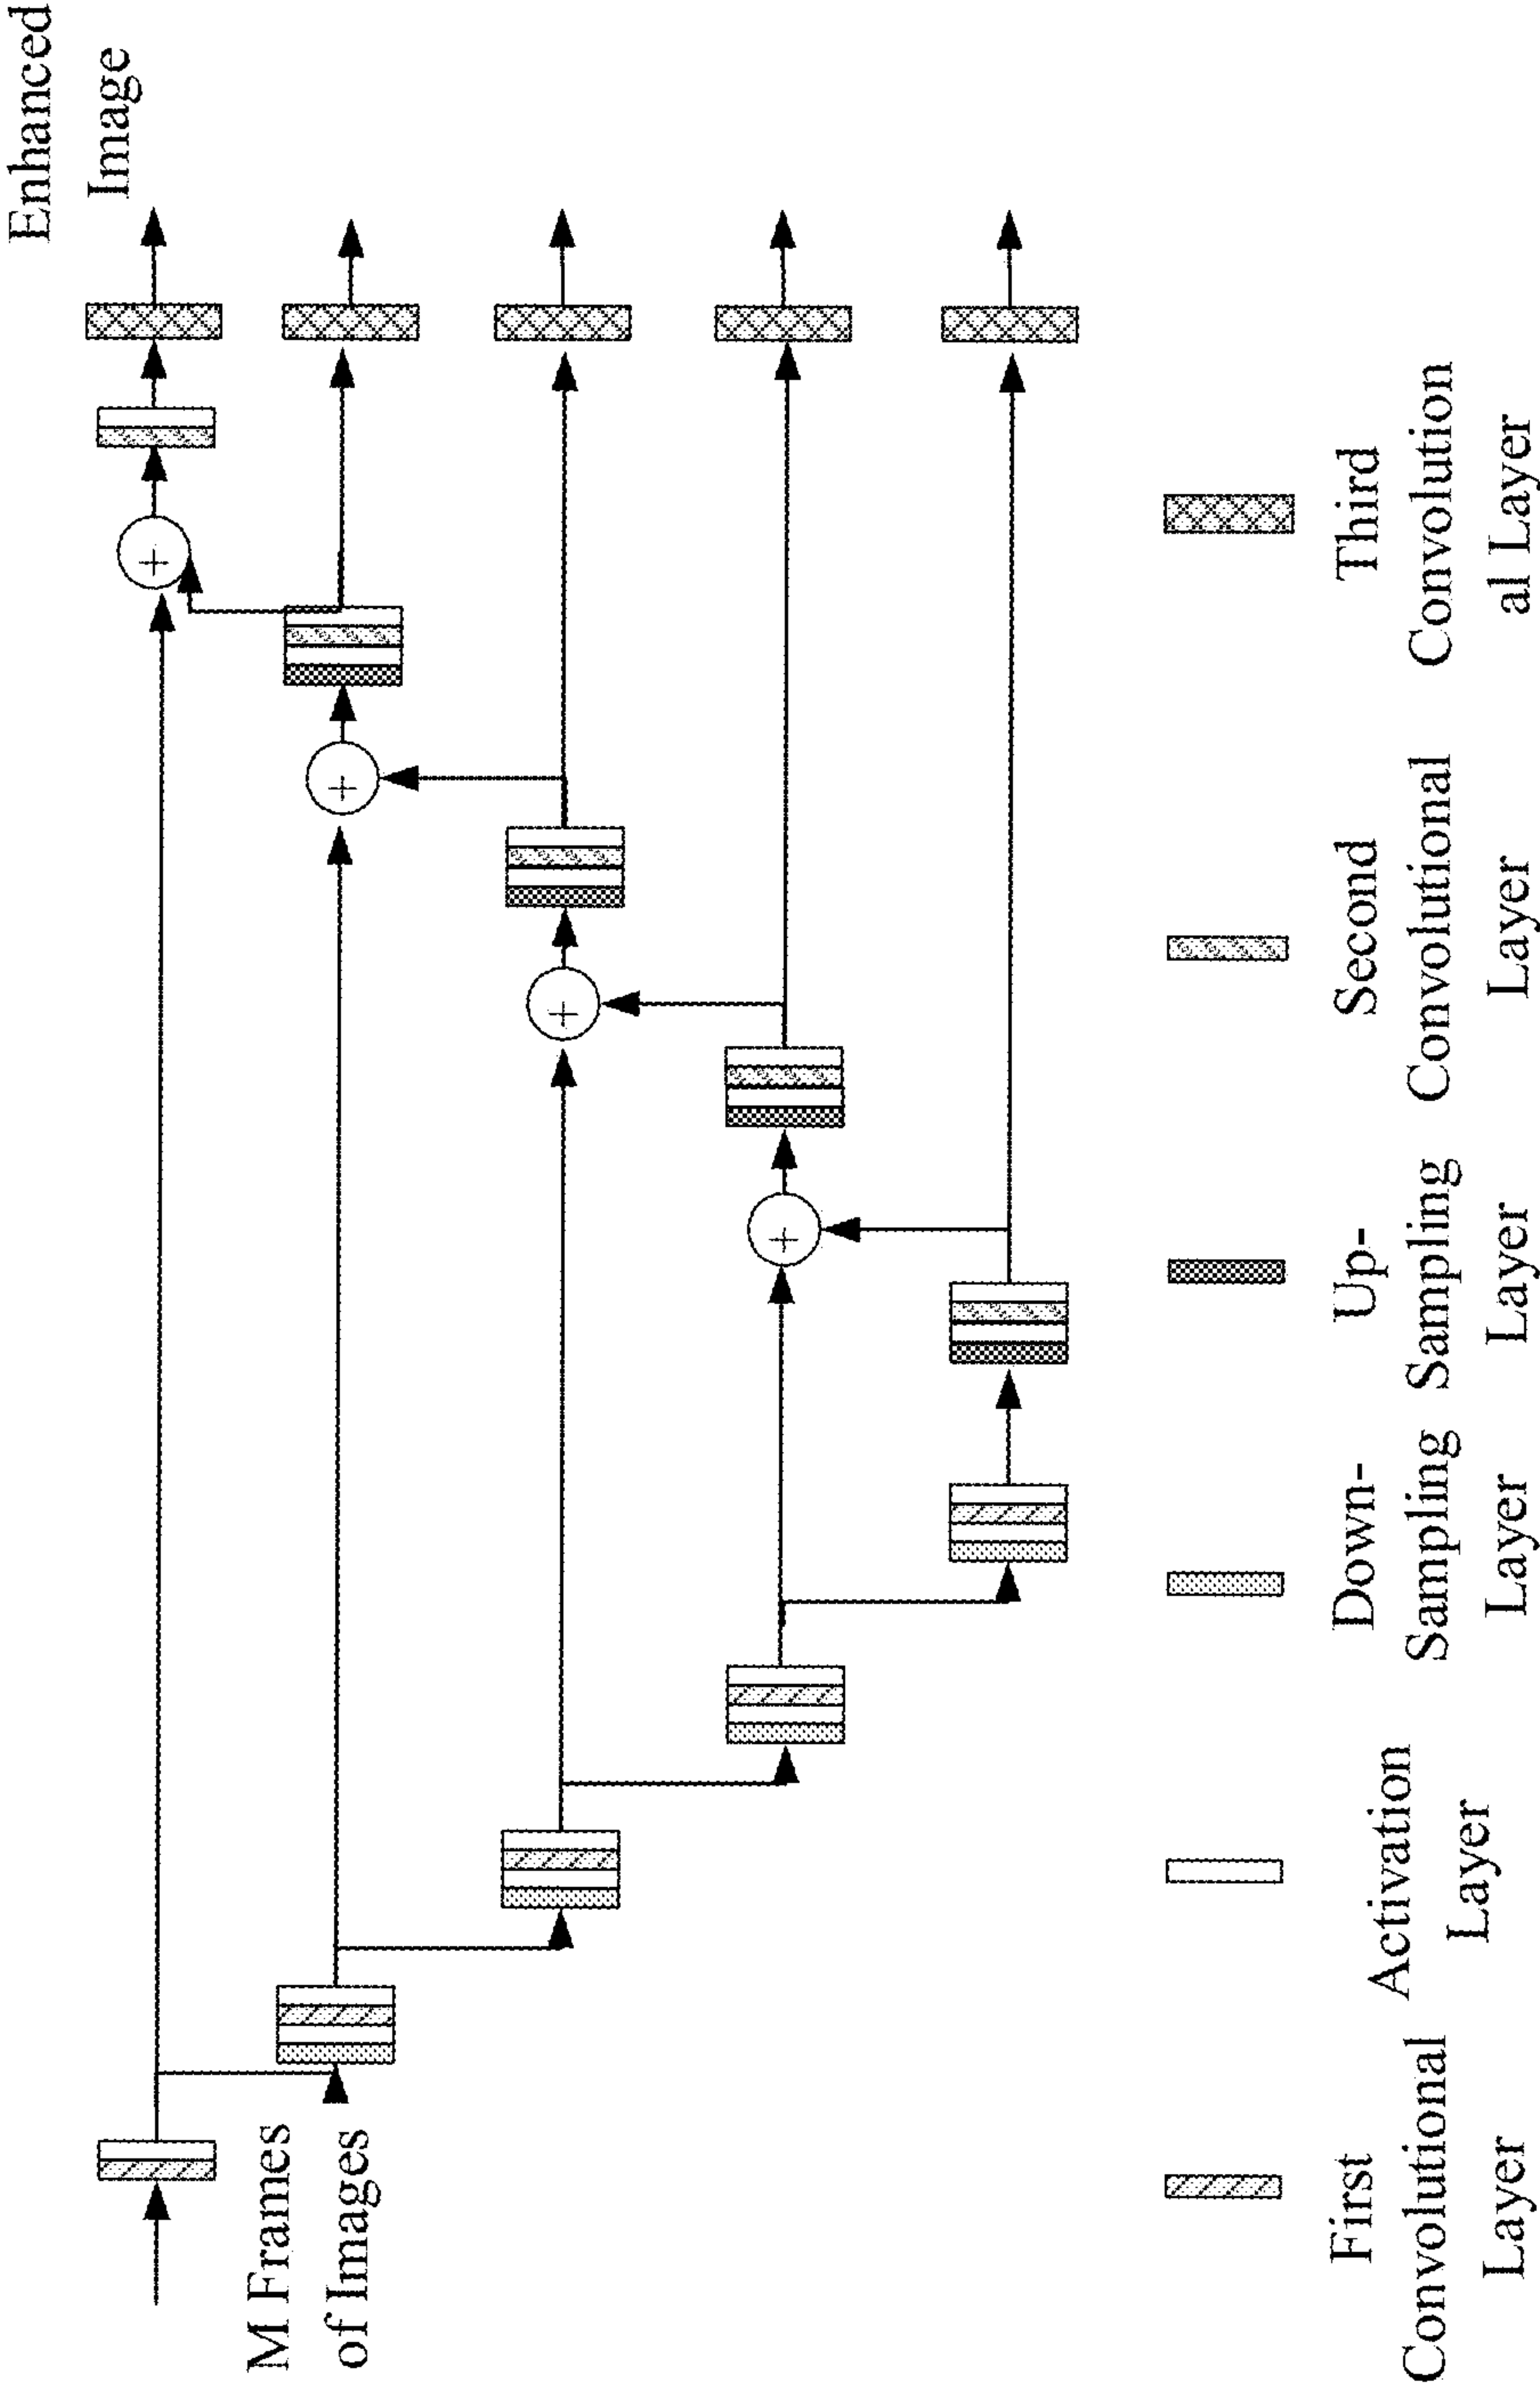 Enhanced
Image
M Frames
of Images
First
Convolutional
Layer
Activation
Layer
Down-
Sampling
Layer
Up-
Sampling
Layer
Second
Convolutional
Layer
Third
Convolution
al Layer
+
+
+
+